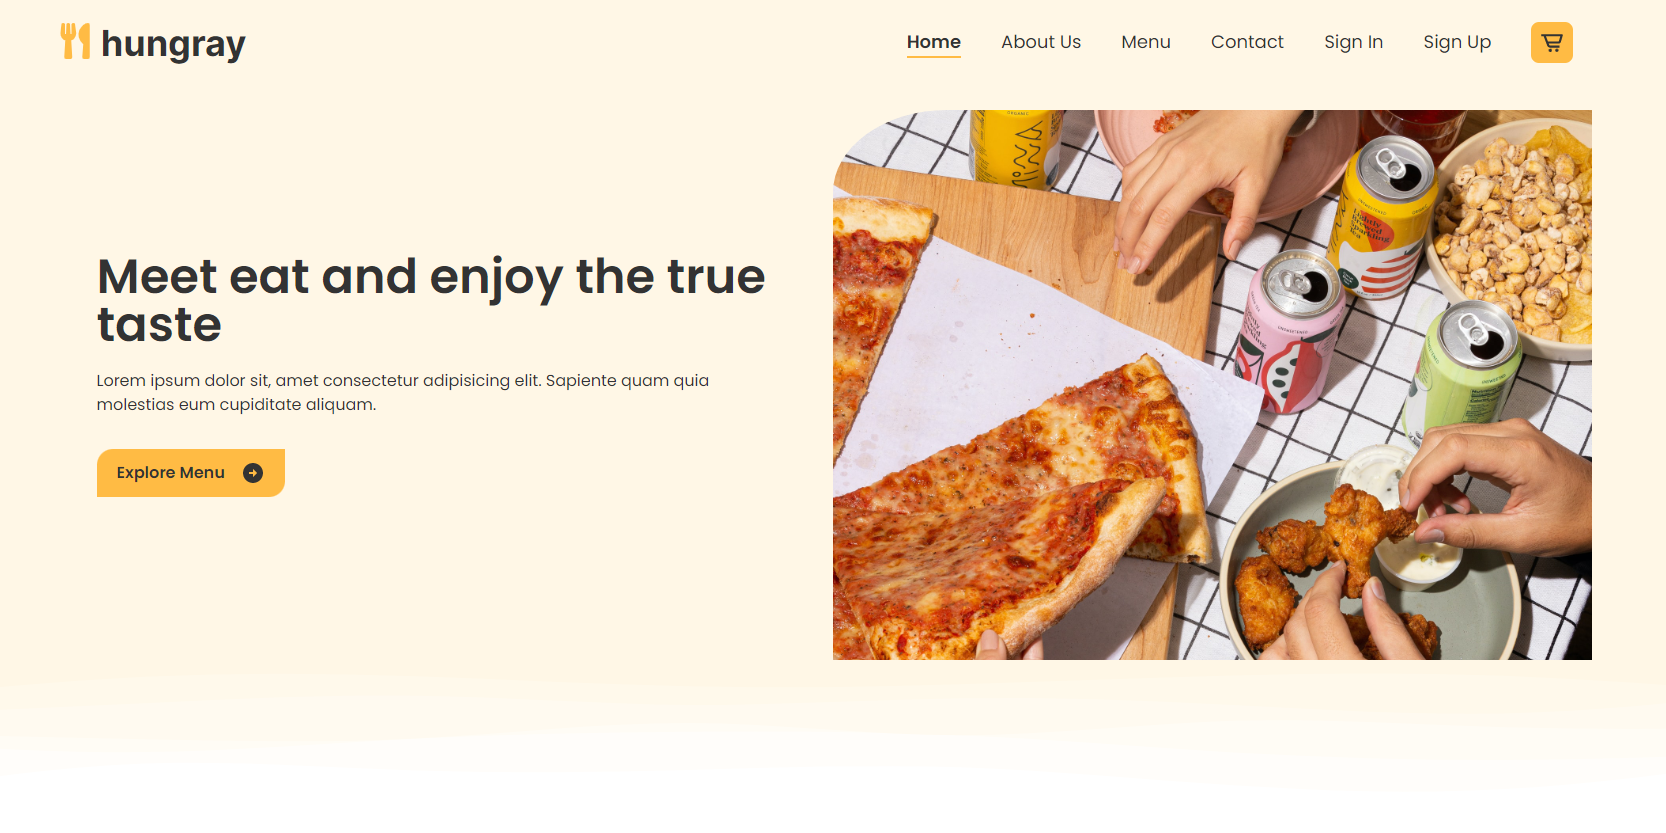 hungray
Home About Us Menu Contact Sign In Sign Up
Meet eat and enjoy the true
taste
Lorem ipsum dolor sit, amet consectetur adipisicing elit. Sapiente quam quia
molestias eum cupiditate aliquam.
Explore Menu